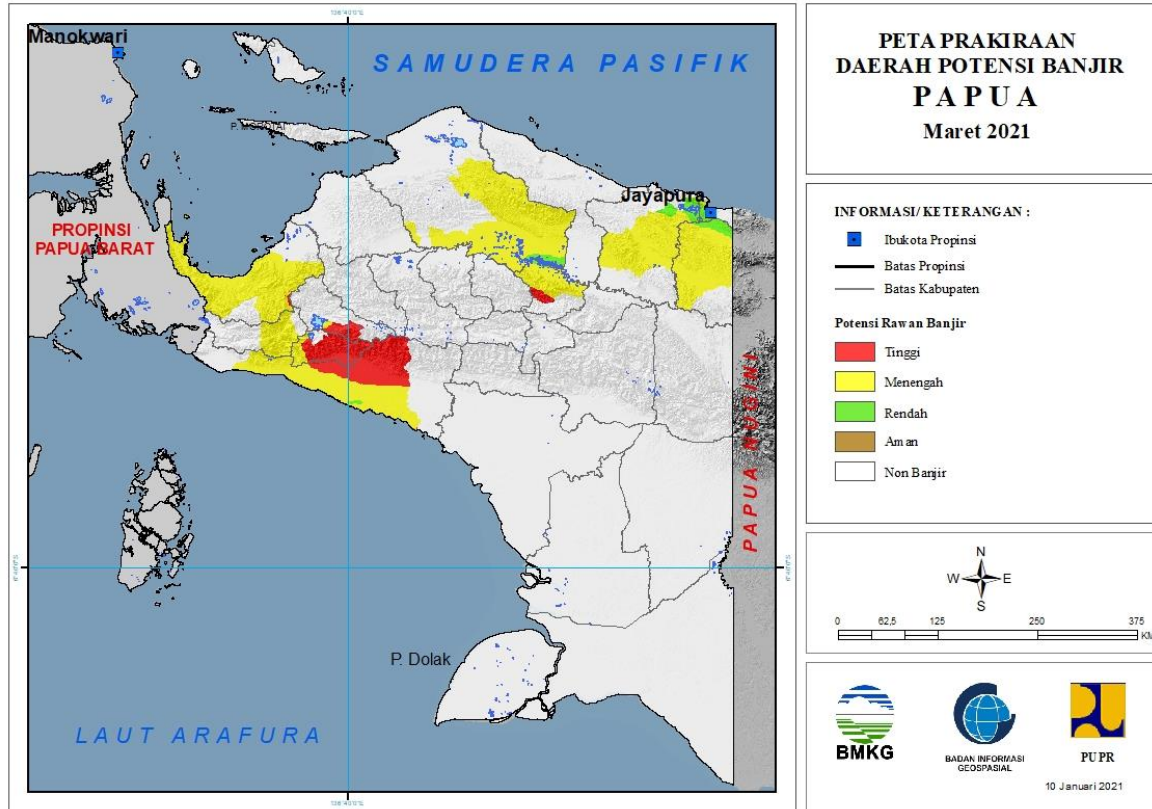 Manokwari
SAMUDERA PASIFIK
Jayapura
PROPINSI
PAPUA BARAT
PAPUA NUGINI
P. Dolak
LAUT ARAFURA
PETA PRAKIRAAN
DAERAH POTENSI BANJIR
PAPUA
Maret 2021
INFORMASI/KETERANGAN :
Ibukota Propinsi
Batas Propinsi
Batas Kabupaten
Potensi Rawan Banjir
Tinggi
Menengah
Rendah
Aman
Non Banjir
N
W E
S
0 62,5 125 250 375
KM
BMKG
BADAN INFORMASI
GEOSPASIAL
PUPR
10 Januari 2021